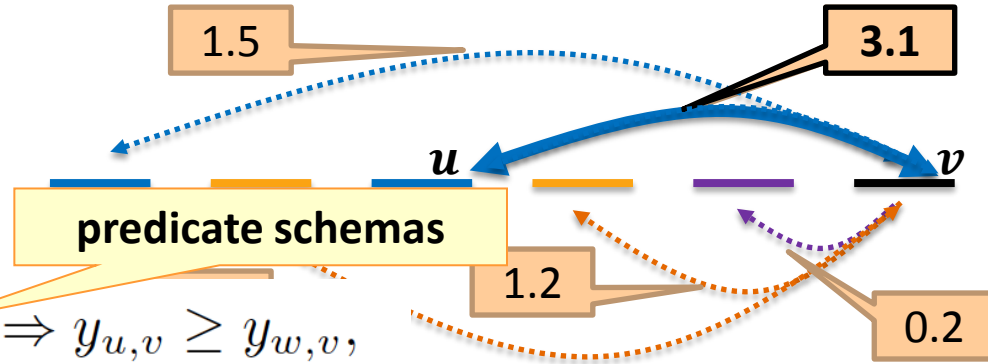 1.5
3.1
u
v
predicate schemas
1.2
0.2
⇒ y_{u,v} ≥ y_{w,v},